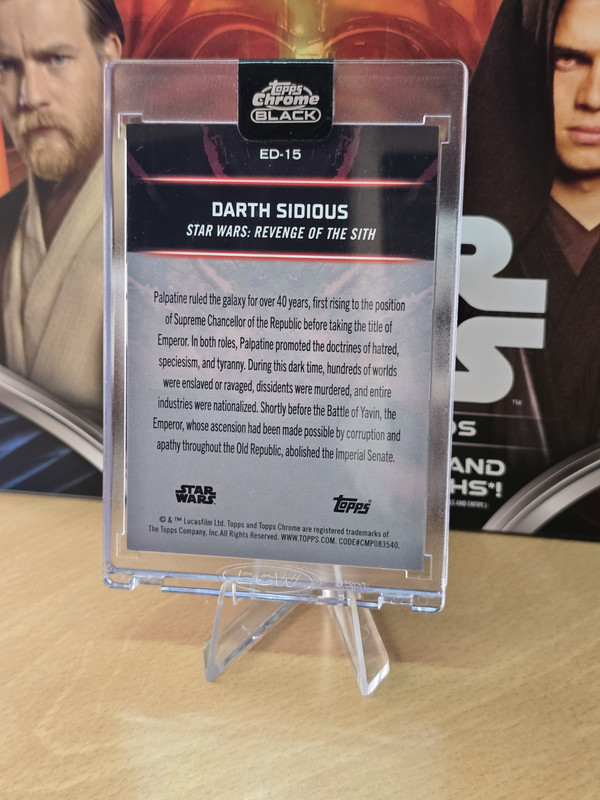 Topps
Chrome
BLACK
ED-15
DARTH SIDIOUS
STAR WARS: REVENGE OF THE SITH
Palpatine ruled the galaxy for over 40 years, first rising to the position
of Supreme Chancellor of the Republic before taking the title of
Emperor. In both roles, Palpatine promoted the doctrines of hatred,
speciesism, and tyranny. During this dark time, hundreds of worlds
were enslaved or ravaged, dissidents were murdered, and entire
industries were nationalized. Shortly before the Battle of Yavin, the
Emperor, whose ascension had been made possible by corruption and
apathy throughout the Old Republic, abolished the Imperial Senate.
STAR
WARS®
Topps®
© & ™ Lucasfilm Ltd. Topps and Topps Chrome are registered trademarks of
The Topps Company, Inc. All Rights Reserved. WWW.TOPPS.COM. CODE#CMP083540.
BCW
™
DS
AND
HS*!